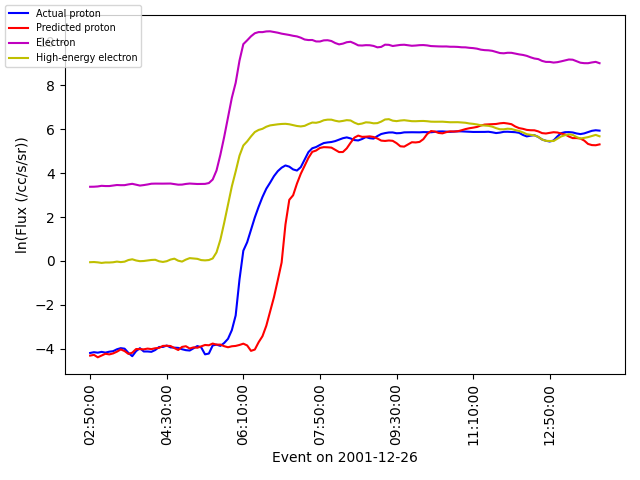 Actual proton
Predicted proton
Electron
High-energy electron
8
6
4
2
0
−2
−4
ln(Flux (/cc/s/sr))
02:50:00
04:30:00
06:10:00
07:50:00
09:30:00
11:10:00
12:50:00
Event on 2001-12-26